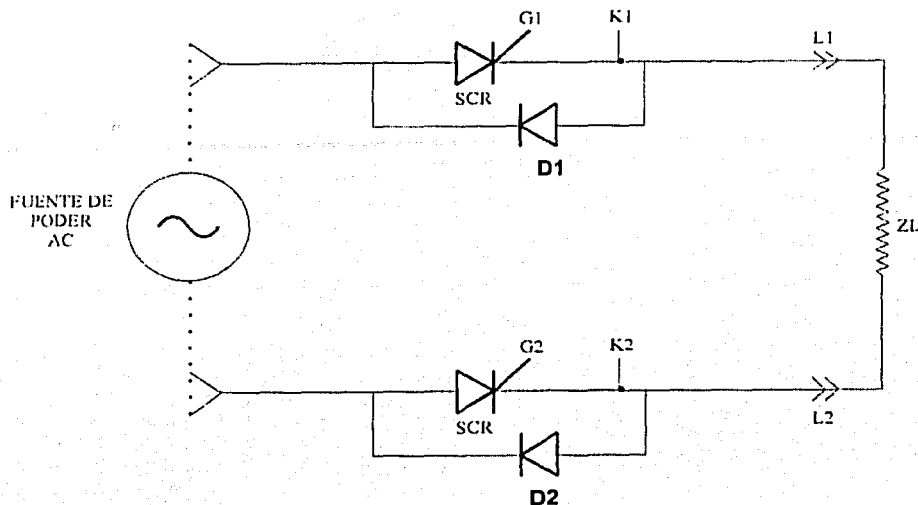 G1
K1
L1
SCR
D1
FUENTE DE
PODER
AC
ZL
G2
K2
SCR
L2
D2